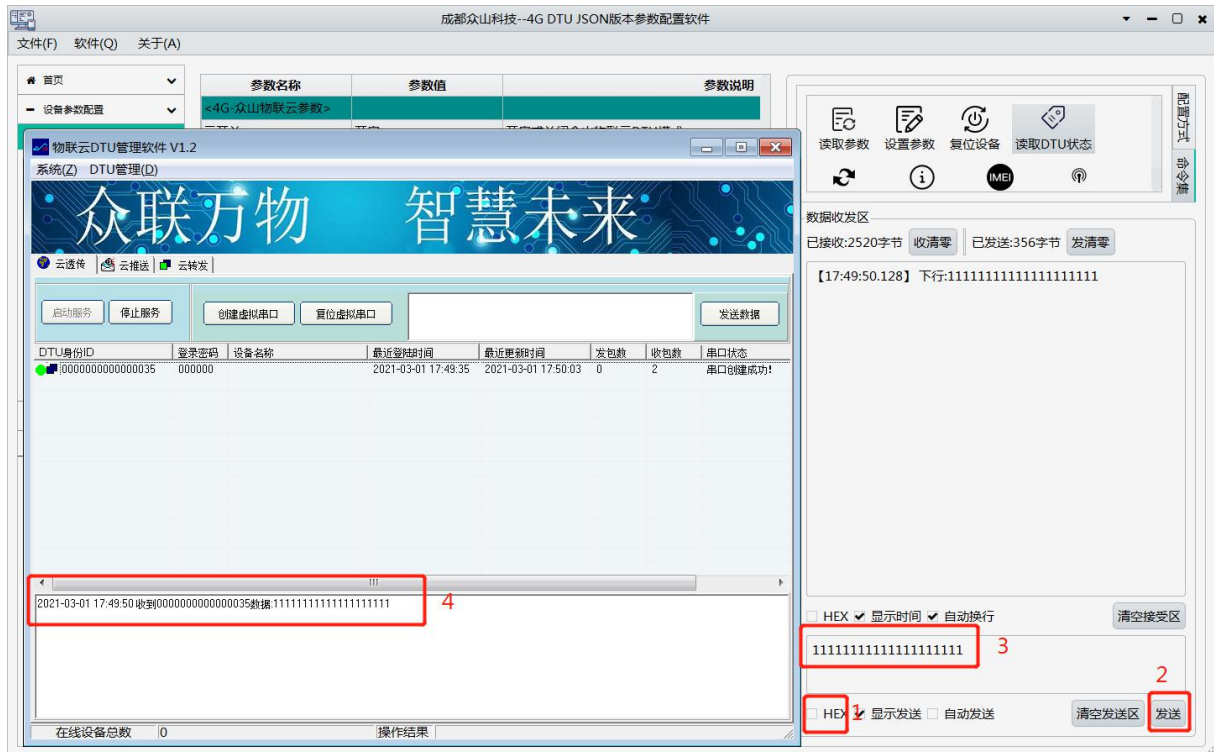 成都众山科技--4G DTU JSON版本参数配置软件
文件(F) 软件(Q) 关于(A)
首页
设备参数配置
参数名称 参数值 参数说明
<4G-众山物联云参数>
物联云DTU管理软件 V1.2
系统(Z) DTU管理(D)
众联万物 智慧未来
云透传 云推送 云转发
启动服务 停止服务 创建虚拟串口 复位虚拟串口 发送数据
DTU身份ID 登录密码 设备名称 最近登陆时间 最近更新时间 发包数 收包数 串口状态
0000000000000035 000000 2021-03-01 17:49:35 2021-03-01 17:50:03 0 2 串口创建成功!
2021-03-01 17:49:50 收到0000000000000035数据:11111111111111111111
4
在线设备总数 0 操作结果
读取参数 设置参数 复位设备 读取DTU状态
IMEI
配置方式
命令集
数据收发区
已接收:2520字节 收清零 已发送:356字节 发清零
【17:49:50.128】 下行:11111111111111111111
HEX 显示时间 自动换行 清空接受区
11111111111111111111
3
2
HEX 1 显示发送 自动发送 清空发送区 发送